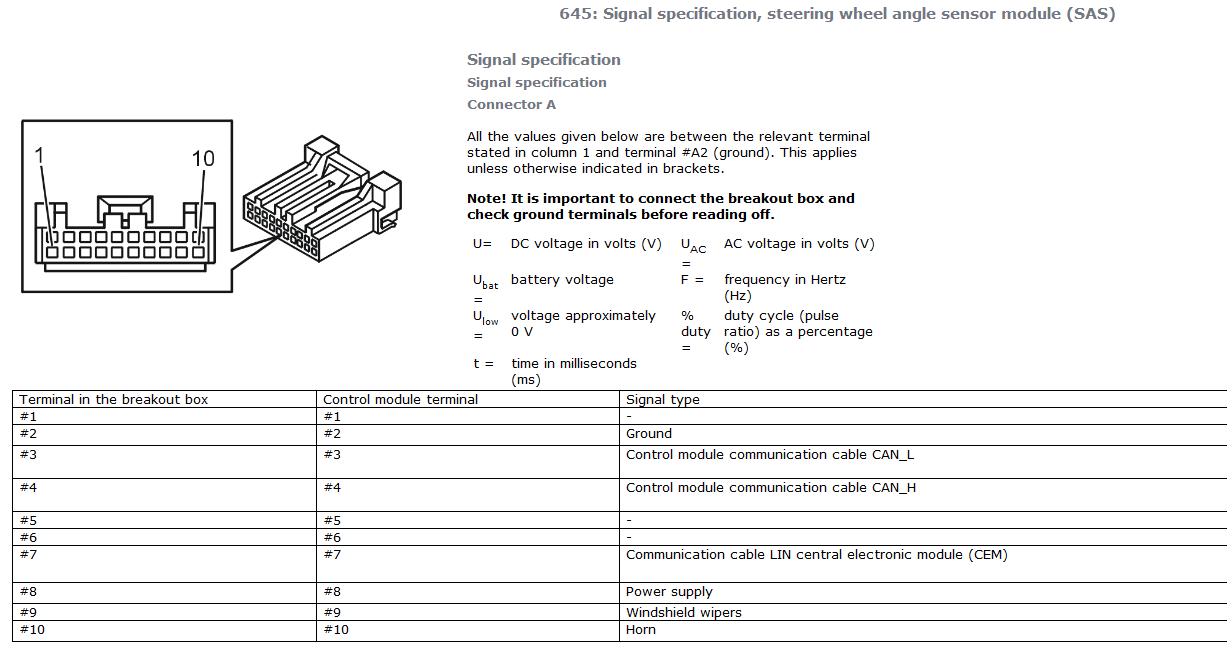 645: Signal specification, steering wheel angle sensor module (SAS)
Signal specification
Signal specification
Connector A
All the values given below are between the relevant terminal
stated in column 1 and terminal #A2 (ground). This applies
unless otherwise indicated in brackets.
Note! It is important to connect the breakout box and
check ground terminals before reading off.
1
10
U= DC voltage in volts (V) UAC = AC voltage in volts (V)
Ubat = battery voltage F = frequency in Hertz
(Hz)
Ulow = voltage approximately
0 V
% duty = duty cycle (pulse
ratio) as a percentage
(%)
t = time in milliseconds
(ms)
Terminal in the breakout box Control module terminal Signal type
#1 #1 -
#2 #2 Ground
#3 #3 Control module communication cable CAN_L
#4 #4 Control module communication cable CAN_H
#5 #5 -
#6 #6 -
#7 #7 Communication cable LIN central electronic module (CEM)
#8 #8 Power supply
#9 #9 Windshield wipers
#10 #10 Horn